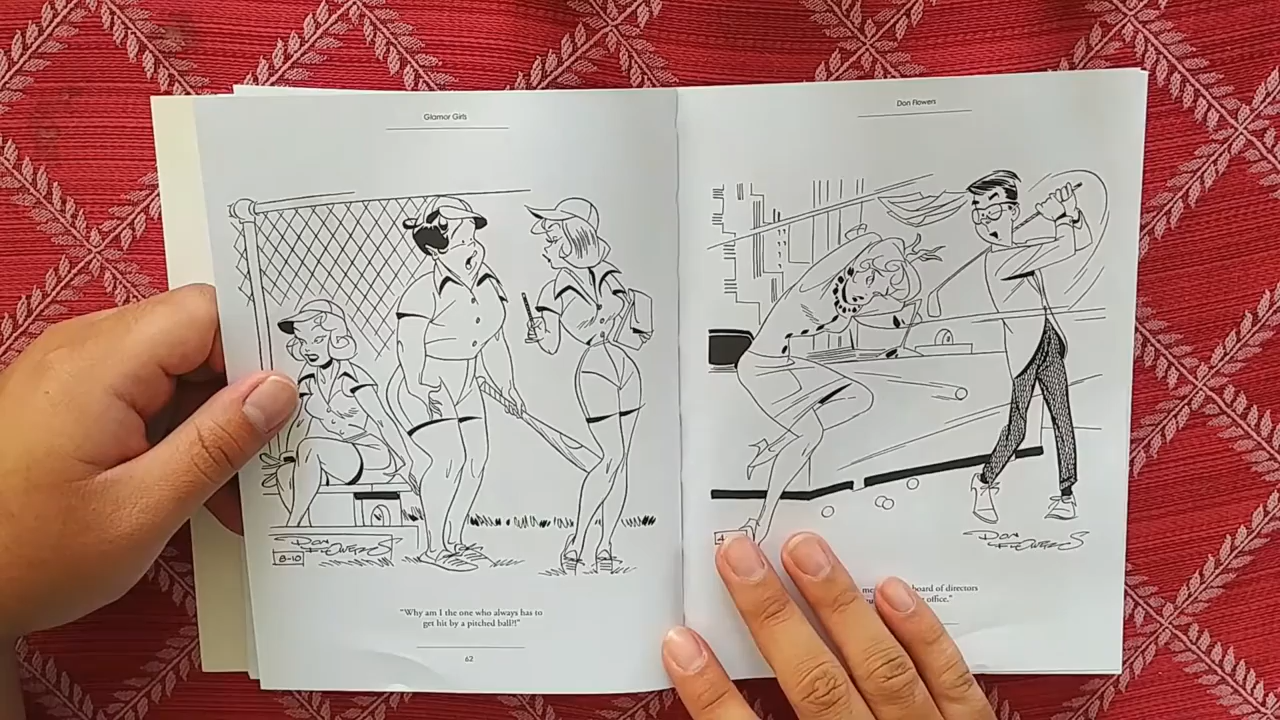 Glamor Girls
DON FLOWERS
8-10
"Why am I the one who always has to
get hit by a pitched ball?!"
62
Don Flowers
DON FLOWERS
board of directors
office."